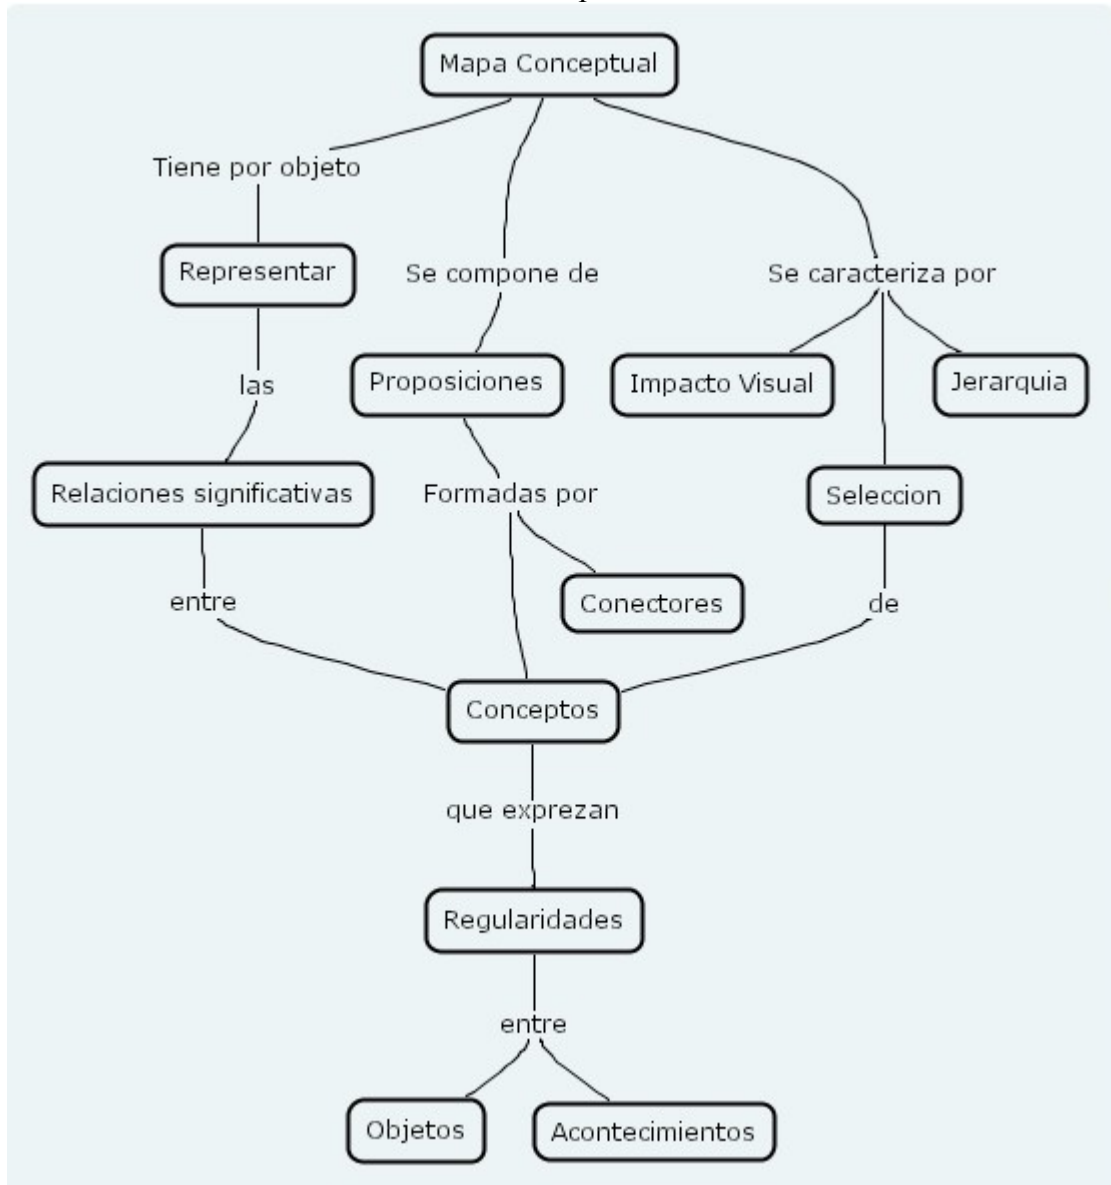 Mapa Conceptual
Tiene por objeto
Representar
Se compone de
Se caracteriza por
las
Proposiciones
Impacto Visual
Jerarquia
Relaciones significativas
Formadas por
Seleccion
entre
Conectores
de
Conceptos
que exprezan
Regularidades
entre
Objetos
Acontecimientos